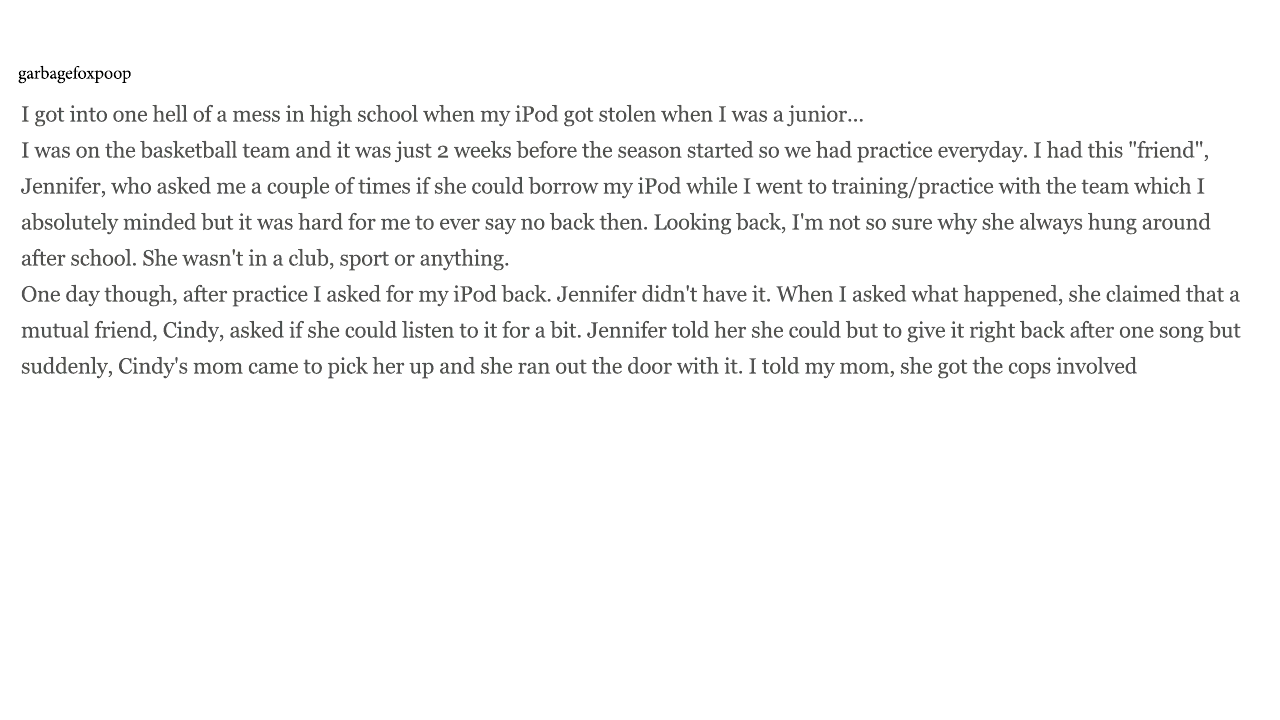 garbagefoxpoop
I got into one hell of a mess in high school when my iPod got stolen when I was a junior...
I was on the basketball team and it was just 2 weeks before the season started so we had practice everyday. I had this "friend",
Jennifer, who asked me a couple of times if she could borrow my iPod while I went to training/practice with the team which I
absolutely minded but it was hard for me to ever say no back then. Looking back, I'm not so sure why she always hung around
after school. She wasn't in a club, sport or anything.
One day though, after practice I asked for my iPod back. Jennifer didn't have it. When I asked what happened, she claimed that a
mutual friend, Cindy, asked if she could listen to it for a bit. Jennifer told her she could but to give it right back after one song but
suddenly, Cindy's mom came to pick her up and she ran out the door with it. I told my mom, she got the cops involved